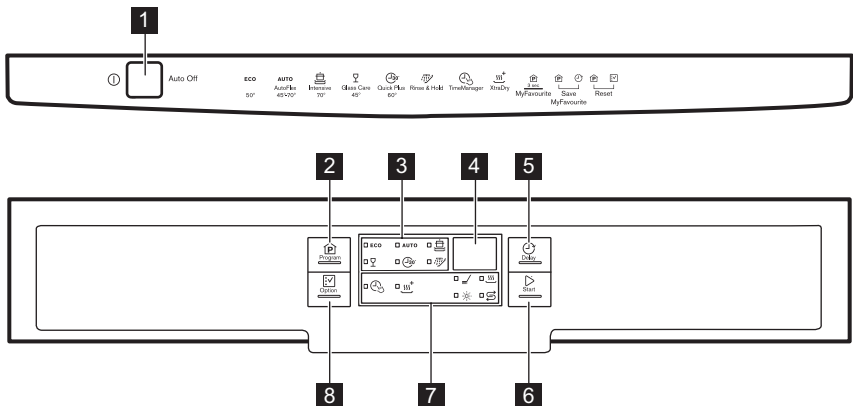 1
Auto Off
ECO
50°
AUTO
AutoFlex
45°-70°
Intensive
70°
Glass Care
45°
30'
Quick Plus
60°
Rinse & Hold
TimeManager
XtraDry
3 sec.
MyFavourite
Save
MyFavourite
Reset
2
3
4
5
Program
ECO
AUTO
30'
Delay
Option
Start
8
7
6